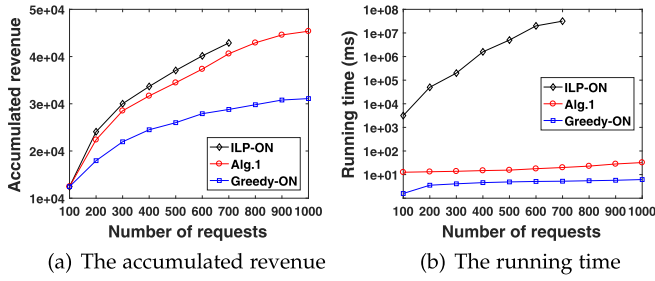 5e+04
4e+04
3e+04
2e+04
1e+04
Accumulated revenue
ILP-ON
Alg.1
Greedy-ON
100 200 300 400 500 600 700 800 900 1000
Number of requests
(a) The accumulated revenue
1e+08
1e+07
1e+06
1e+05
1e+04
1e+03
1e+02
1e+01
Running time (ms)
ILP-ON
Alg.1
Greedy-ON
100 200 300 400 500 600 700 800 900 1000
Number of requests
(b) The running time